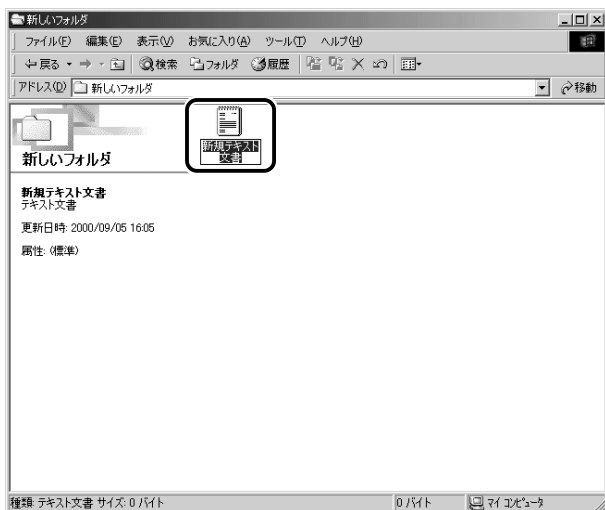 新しいフォルダ
ファイル(F) 編集(E) 表示(V) お気に入り(A) ツール(T) ヘルプ(H)
戻る 検索 フォルダ 履歴
アドレス(D) 新しいフォルダ 移動
新規テキスト
文書
新しいフォルダ
新規テキスト文書
テキスト文書
更新日時: 2000/09/05 16:05
属性: (標準)
種類: テキスト文書 サイズ: 0 バイト 0 バイト マイ コンピュータ